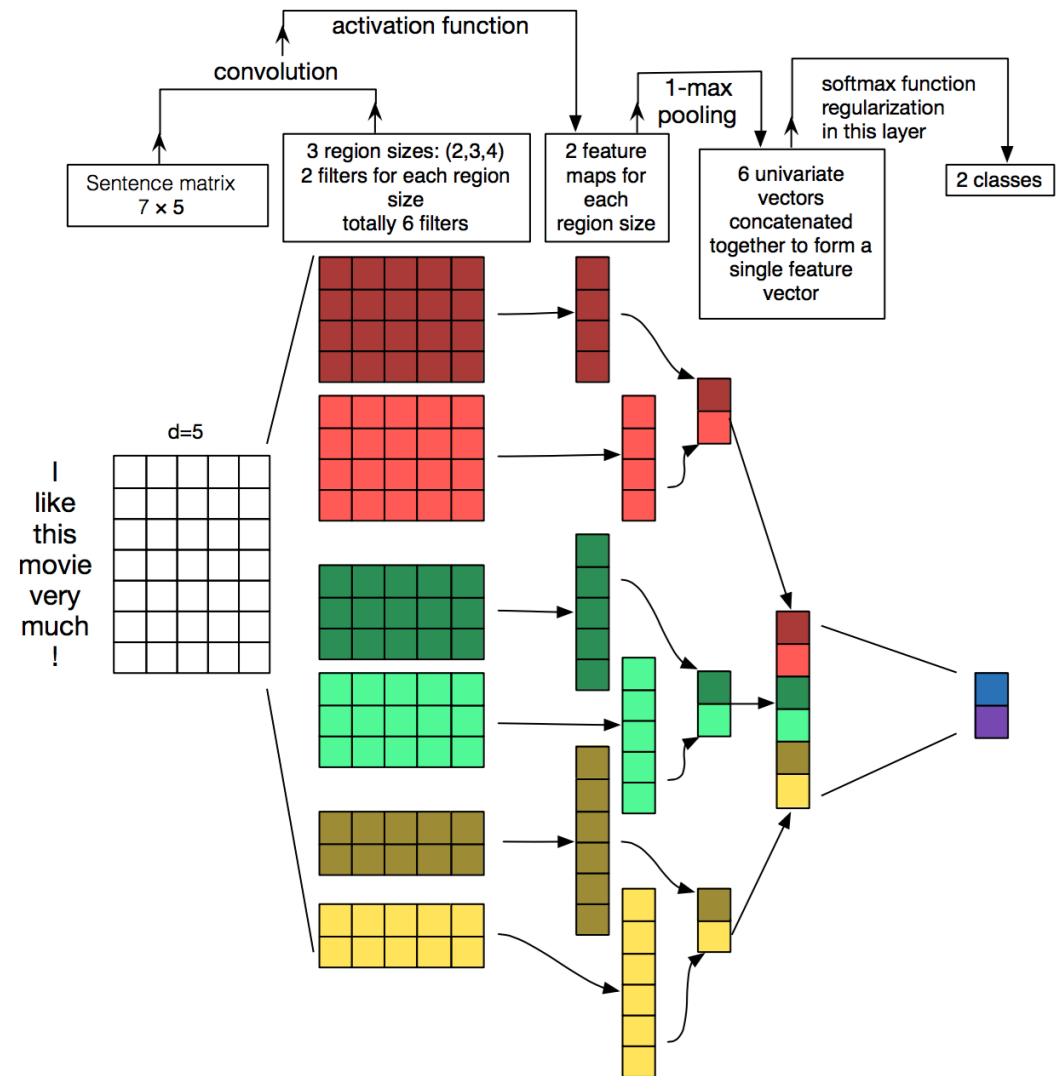 activation function
convolution
1-max
pooling
softmax function
regularization
in this layer
Sentence matrix
7 × 5
3 region sizes: (2,3,4)
2 filters for each region
size
totally 6 filters
2 feature
maps for
each
region size
6 univariate
vectors
concatenated
together to form a
single feature
vector
2 classes
d=5
I
like
this
movie
very
much
!